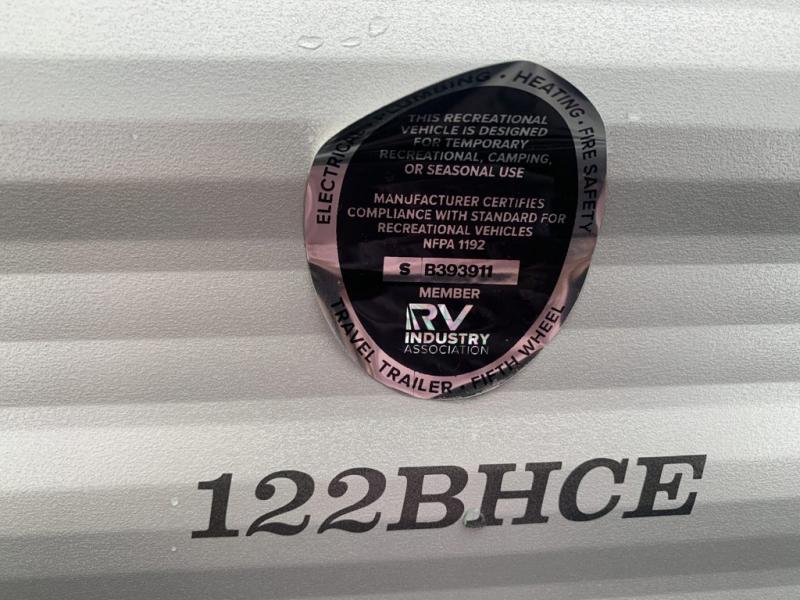 ELECTRICAL • PLUMBING • HEATING • FIRE SAFETY
THIS RECREATIONAL
VEHICLE IS DESIGNED
FOR TEMPORARY
RECREATIONAL, CAMPING,
OR SEASONAL USE
MANUFACTURER CERTIFIES
COMPLIANCE WITH STANDARD FOR
RECREATIONAL VEHICLES
NFPA 1192
S B393911
MEMBER
RV
INDUSTRY
ASSOCIATION
TRAVEL TRAILER • FIFTH WHEEL
122BHCE